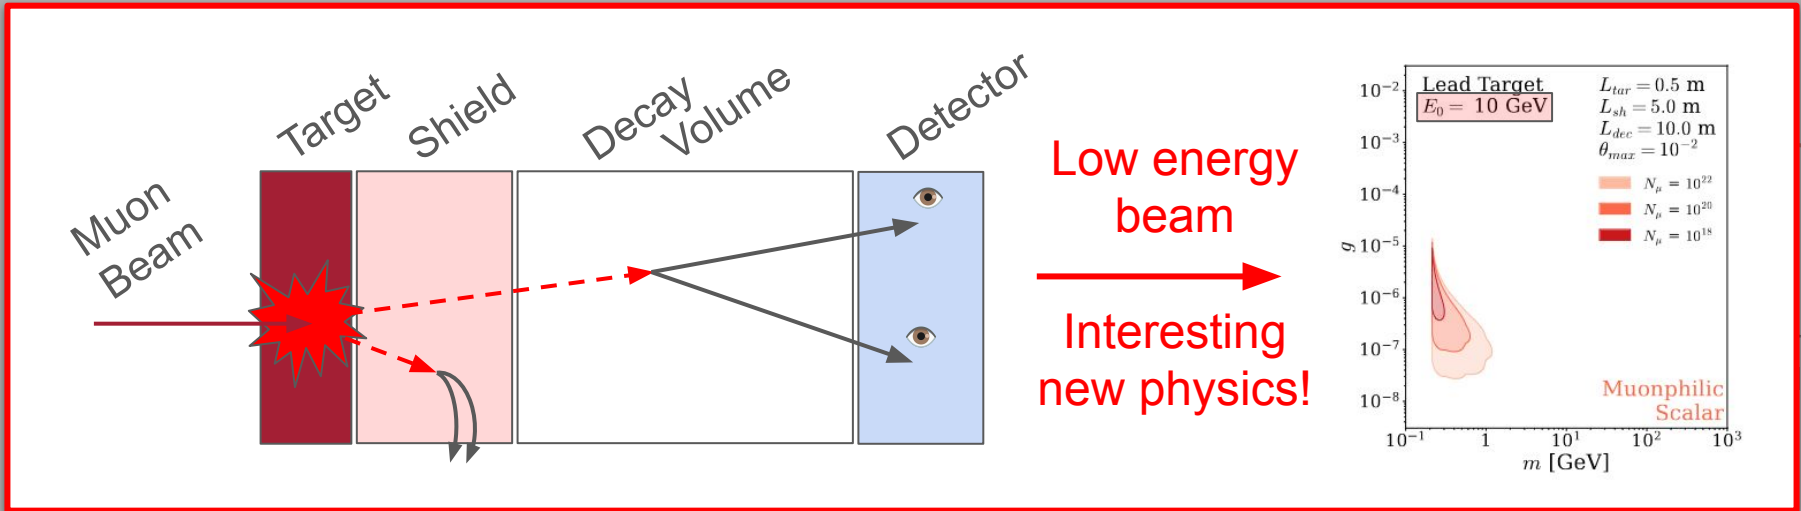 Target
Shield
Decay
Volume
Detector
Muon
Beam
Low energy
beam
Interesting
new physics!
Lead Target
E₀ = 10 GeV
L_tar = 0.5 m
L_sh = 5.0 m
L_dec = 10.0 m
θ_max = 10⁻²
N_μ = 10²²
N_μ = 10²⁰
N_μ = 10¹⁸
Muonphilic
Scalar
g
10⁻²
10⁻³
10⁻⁴
10⁻⁵
10⁻⁶
10⁻⁷
10⁻⁸
10⁻¹ 1 10¹ 10² 10³
m [GeV]